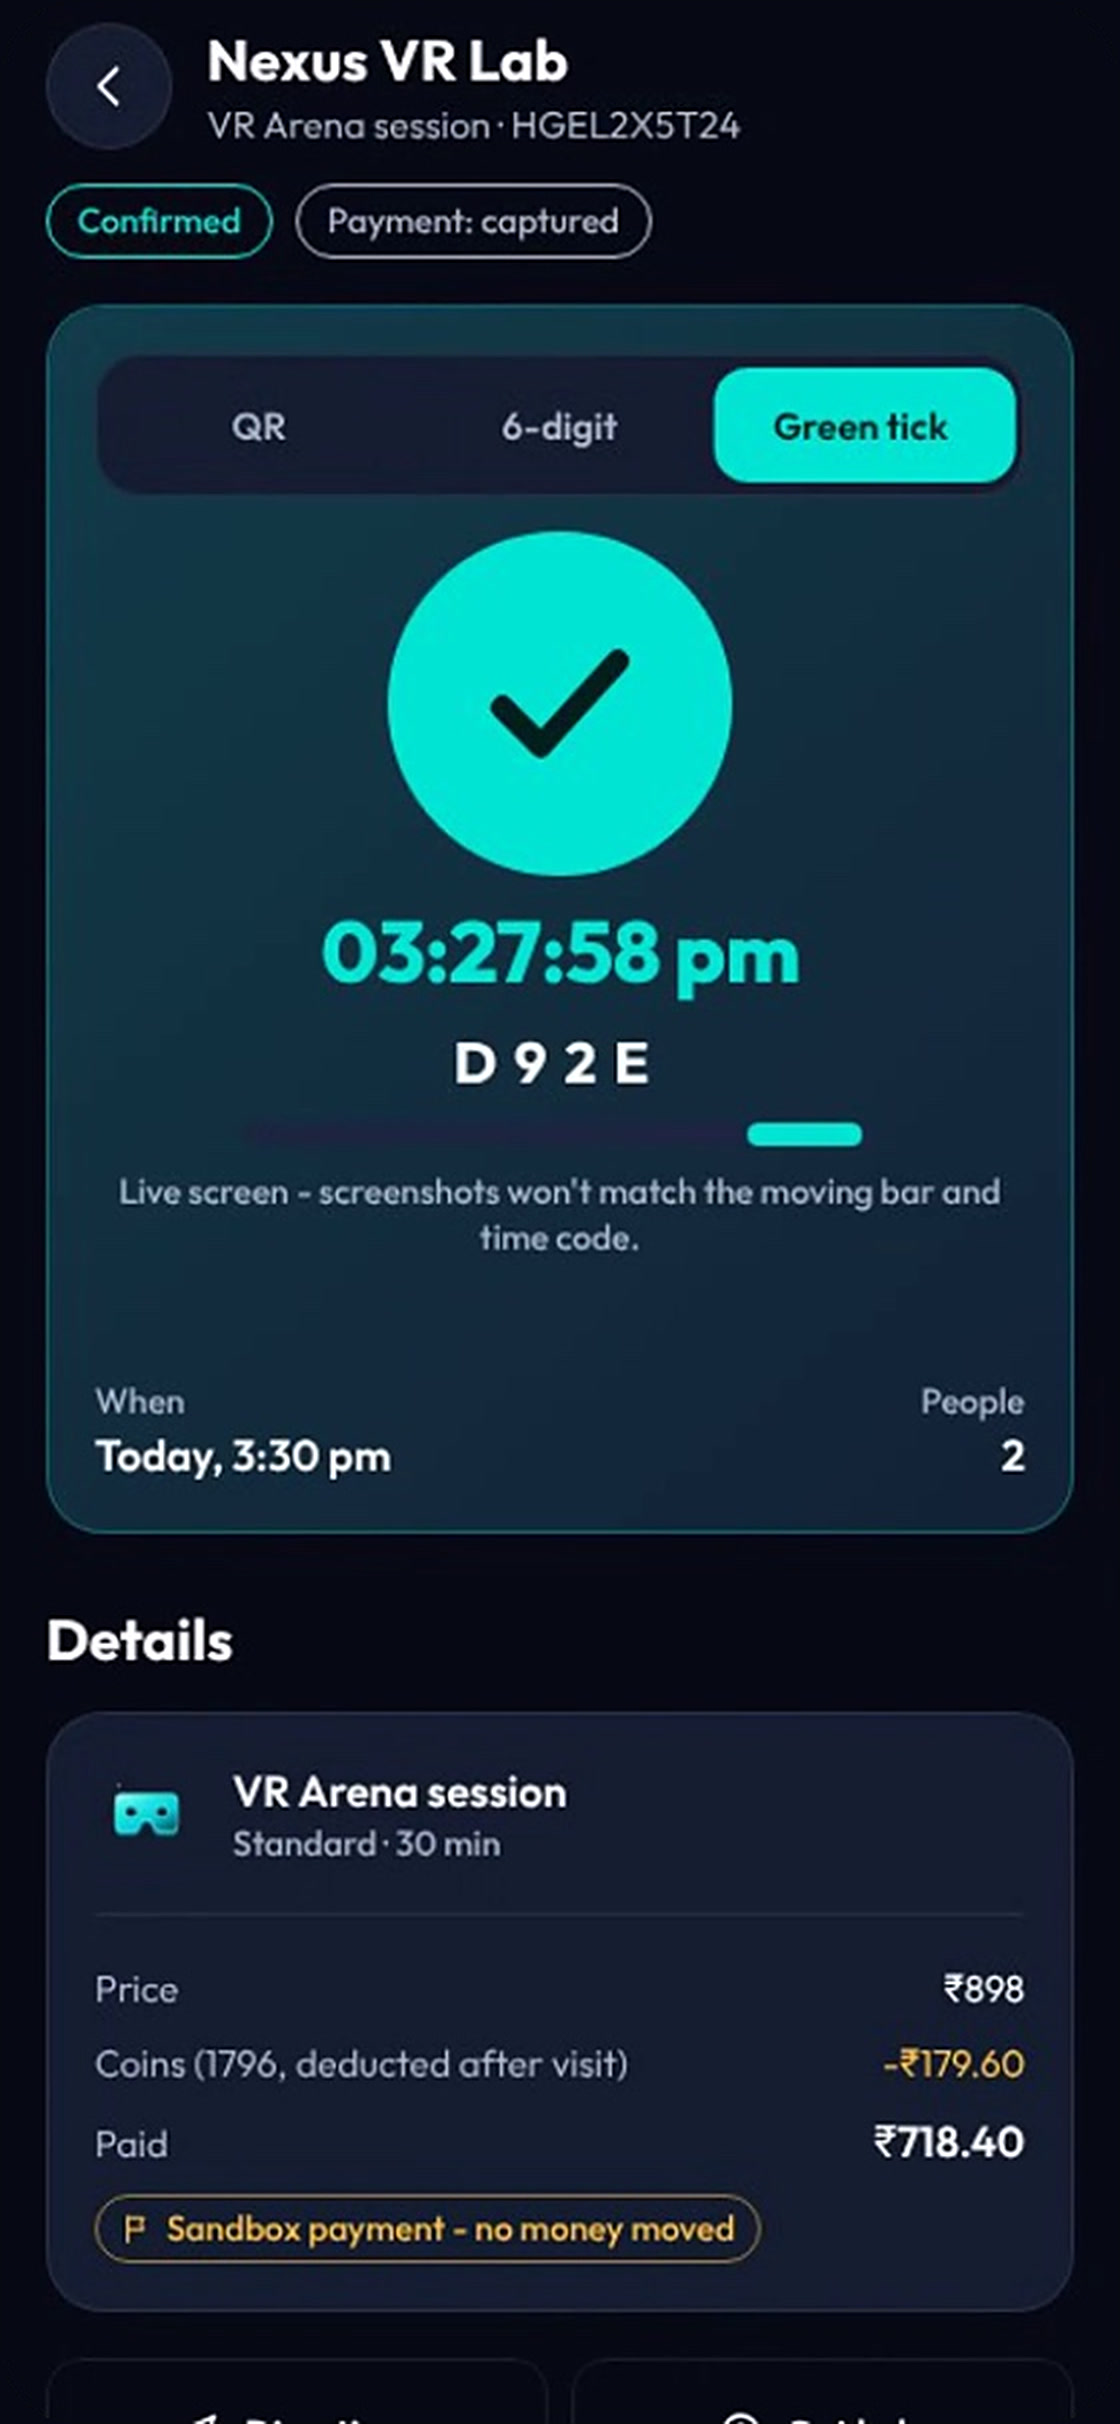 Nexus VR Lab
VR Arena session · HGEL2X5T24
Confirmed
Payment: captured
QR
6-digit
Green tick
03:27:58 pm
D92E
Live screen - screenshots won't match the moving bar and
time code.
When
People
Today, 3:30 pm
2
Details
VR Arena session
Standard · 30 min
Price
₹898
Coins (1796, deducted after visit)
-₹179.60
Paid
₹718.40
Sandbox payment - no money moved